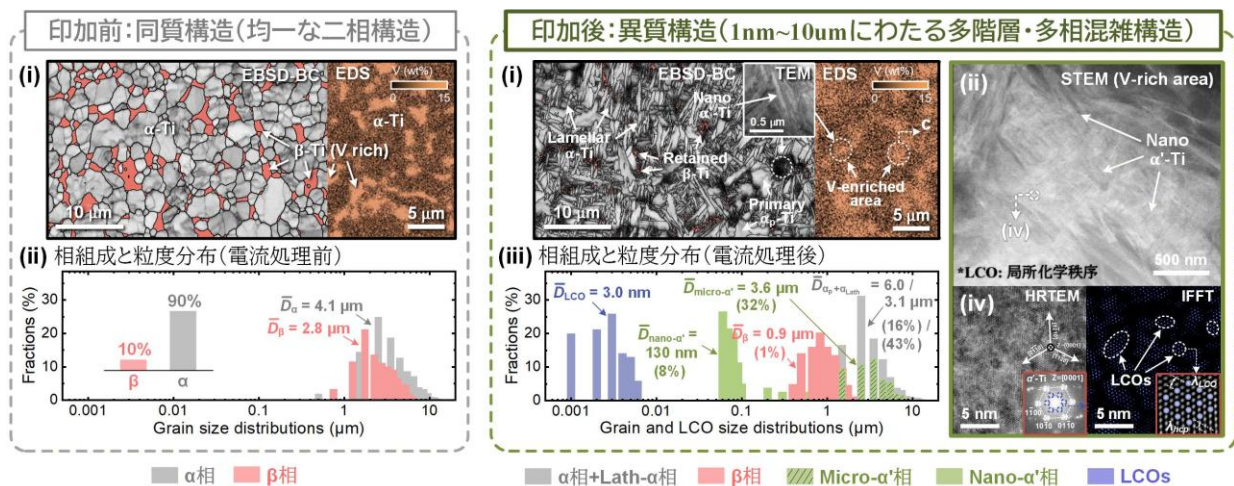 印加前：同質構造（均一な二相構造）
(i)
EBSD-BC
EDS
V (wt%)
0
15
α-Ti
α-Ti
β-Ti (V rich)
10 μm
5 μm
(ii) 相組成と粒度分布（電流処理前）
Fractions (%)
30
20
10
0
90%
10%
β
α
D̅α = 4.1 μm
D̅β = 2.8 μm
0.001
0.01
0.1
1
10
Grain size distributions (μm)
α相
β相
印加後：異質構造（1nm~10umにわたる多階層・多相混雑構造）
(i)
EBSD-BC
TEM
EDS
V (wt%)
0
15
Nano
α'-Ti
0.5 μm
Lamellar
α-Ti
Retained
β-Ti
c
V-enriched
area
Primary
αp-Ti
10 μm
5 μm
(ii)
STEM (V-rich area)
Nano
α'-Ti
(iv)
*LCO: 局所化学秩序
500 nm
(iii) 相組成と粒度分布（電流処理後）
Fractions (%)
30
20
10
0
D̅LCO = 3.0 nm
D̅nano-α' =
130 nm
(8%)
D̅micro-α' = 3.6 μm
(32%)
D̅β = 0.9 μm
(1%)
D̅αp+αLath = 6.0 /
3.1 μm
(16%) /
(43%)
0.001
0.01
0.1
1
10
Grain and LCO size distributions (μm)
(iv)
HRTEM
IFFT
α'-Ti
Z=[0001]
5 nm
LCOs
λLCO
λhcp
5 nm
α相+Lath-α相
β相
Micro-α'相
Nano-α'相
LCOs